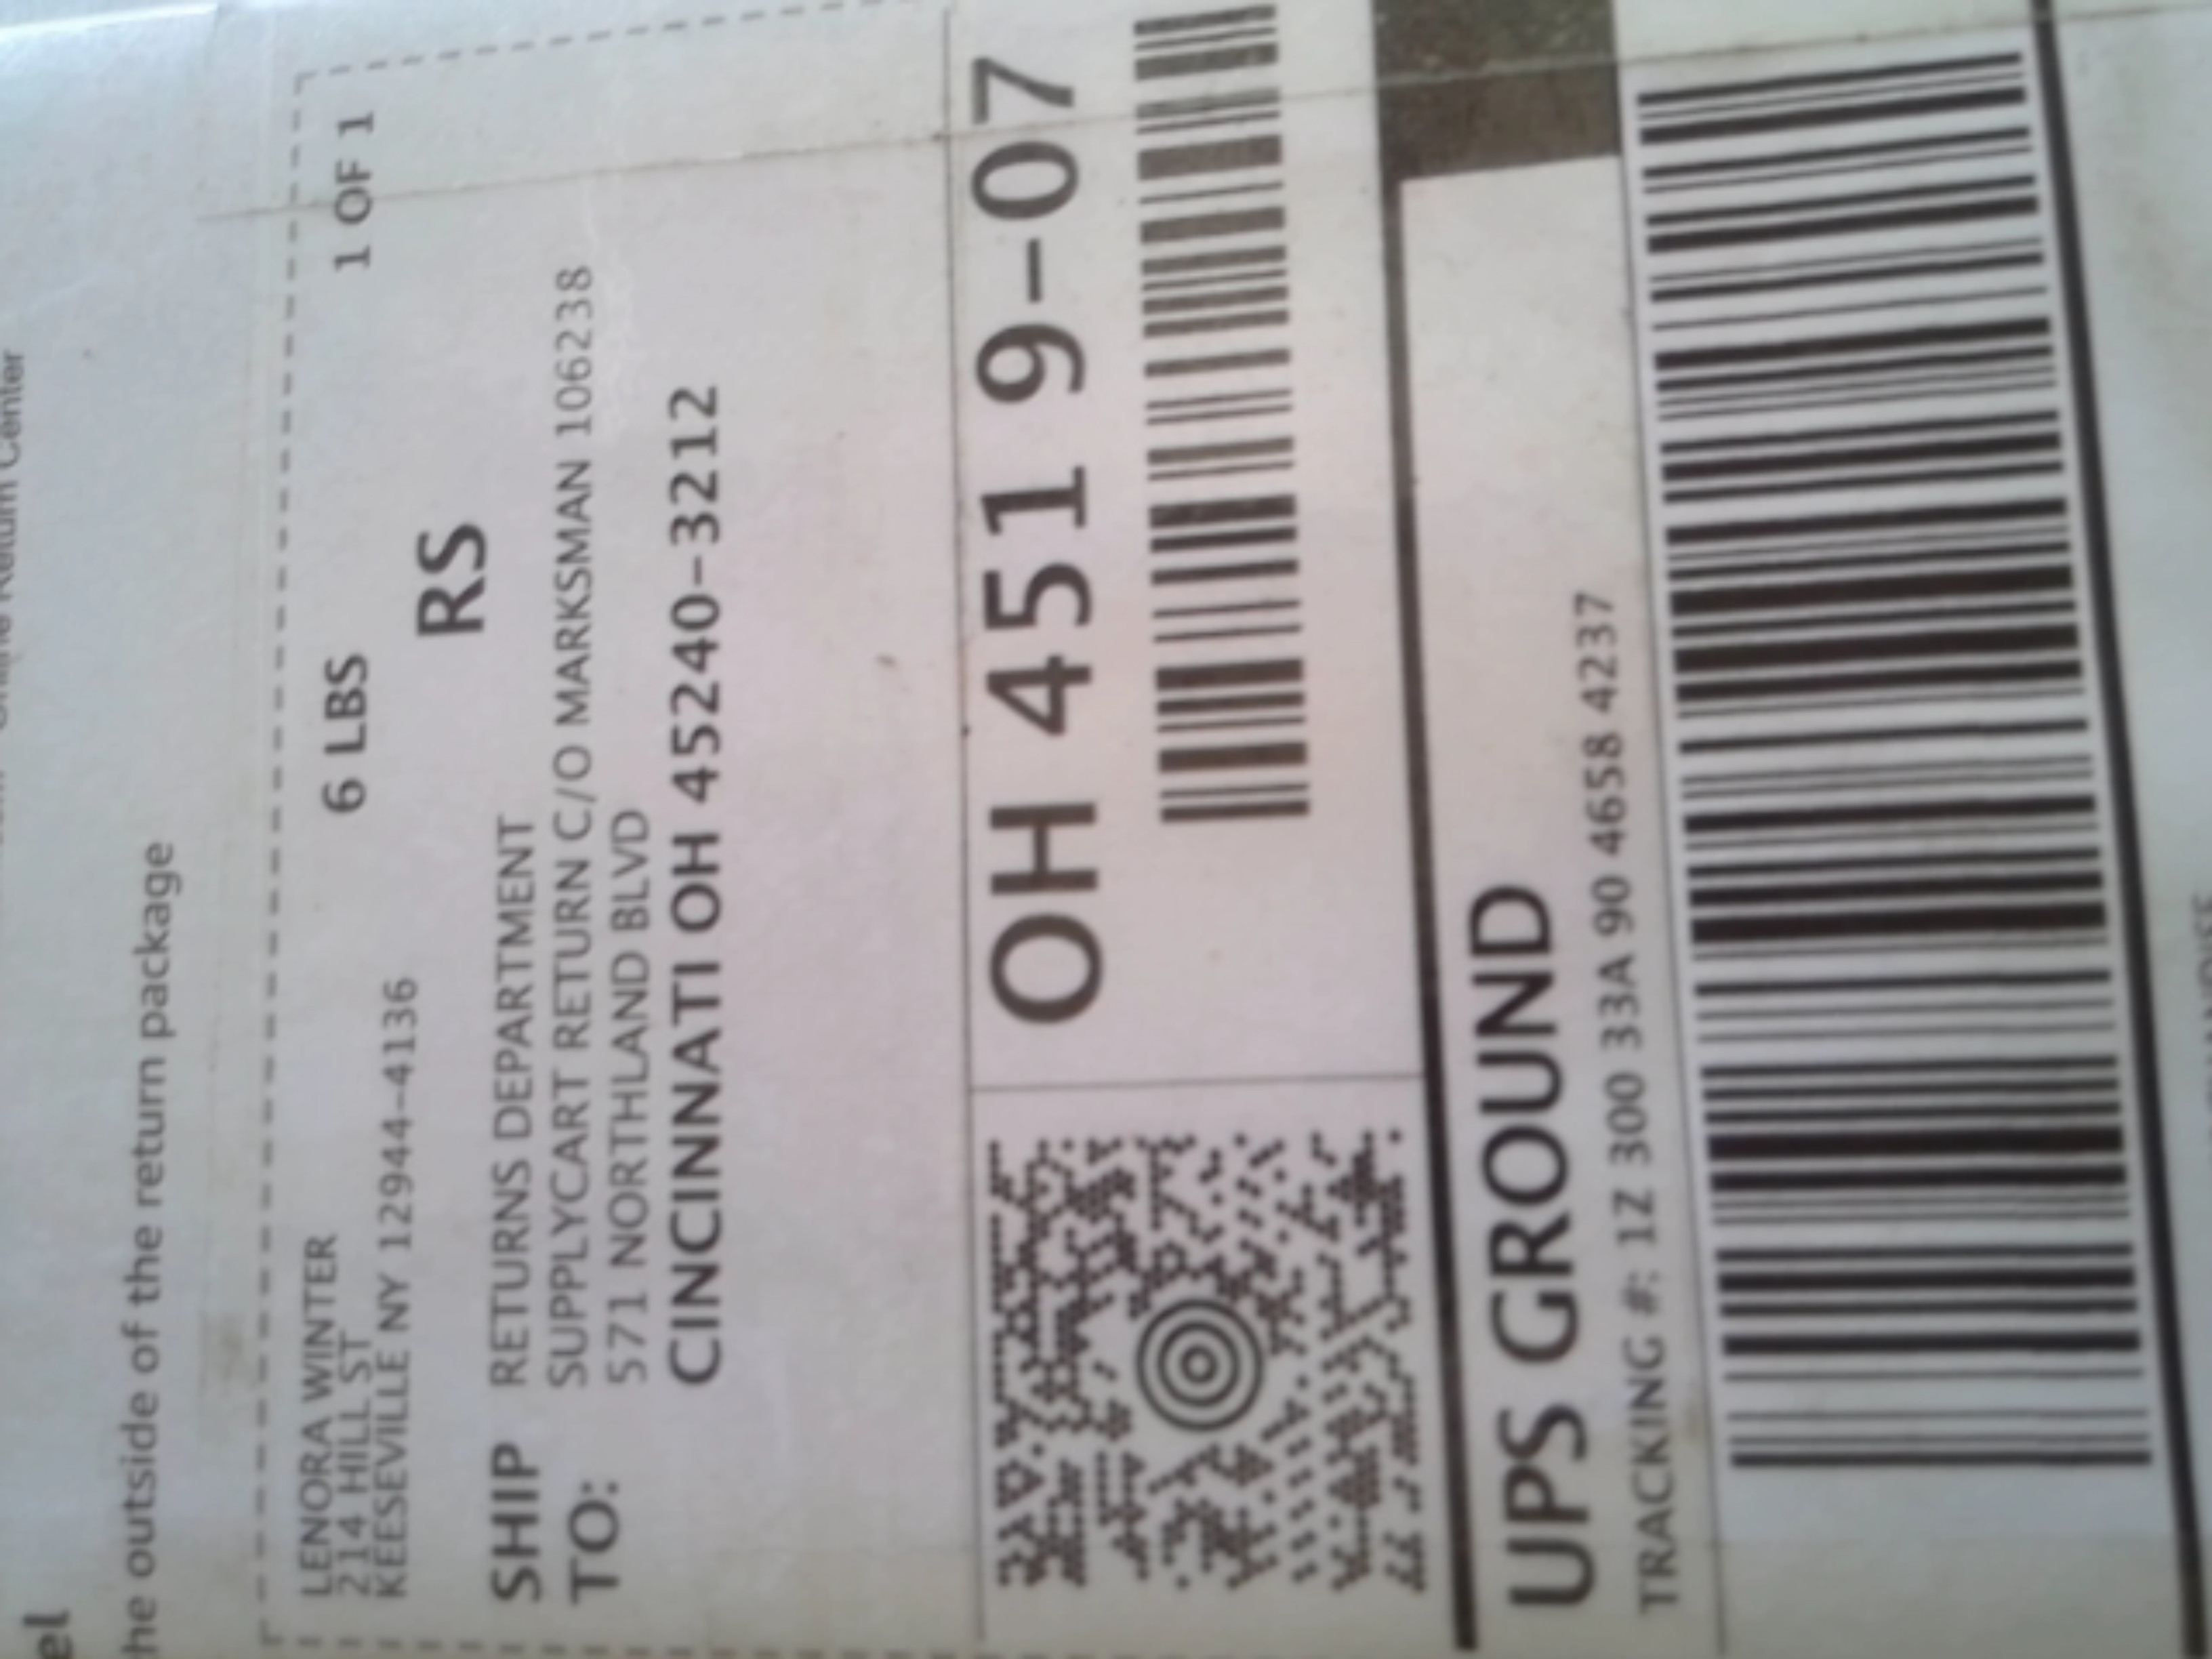 Return Center
el
he outside of the return package
LENORA WINTER
214 HILL ST
KEESEVILLE NY 12944-4136
6 LBS
1 OF 1
RS
SHIP TO:
RETURNS DEPARTMENT
SUPPLYCART RETURN C/O MARKSMAN 106238
571 NORTHLAND BLVD
CINCINNATI OH 45240-3212
OH 451 9-07
UPS GROUND
TRACKING #: 1Z 300 33A 90 4658 4237